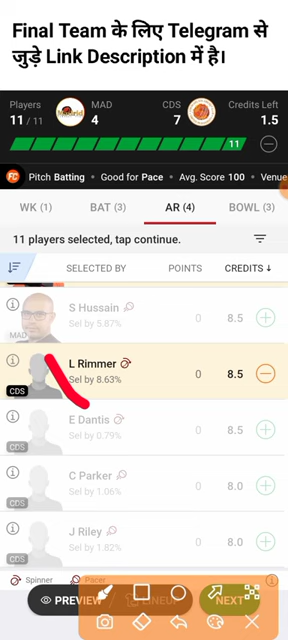 Final Team के लिए Telegram से
जुड़े Link Description में है।
Players MAD CDS Credits Left
11 / 11 4 7 1.5
11
FC Pitch Batting • Good for Pace • Avg. Score 100 • Venue
WK (1) BAT (3) AR (4) BOWL (3)
11 players selected, tap continue.
SELECTED BY POINTS CREDITS ↓
S Hussain
Sel by 5.87% 0 8.5
MAD
L Rimmer
Sel by 8.63% 0 8.5
CDS
E Dantis
Sel by 0.79% 0 8.5
CDS
C Parker
Sel by 1.06% 0 8.0
CDS
J Riley
Sel by 1.82% 0 8.0
CDS
Spinner Pacer
PREVIEW LINEUP NEXT